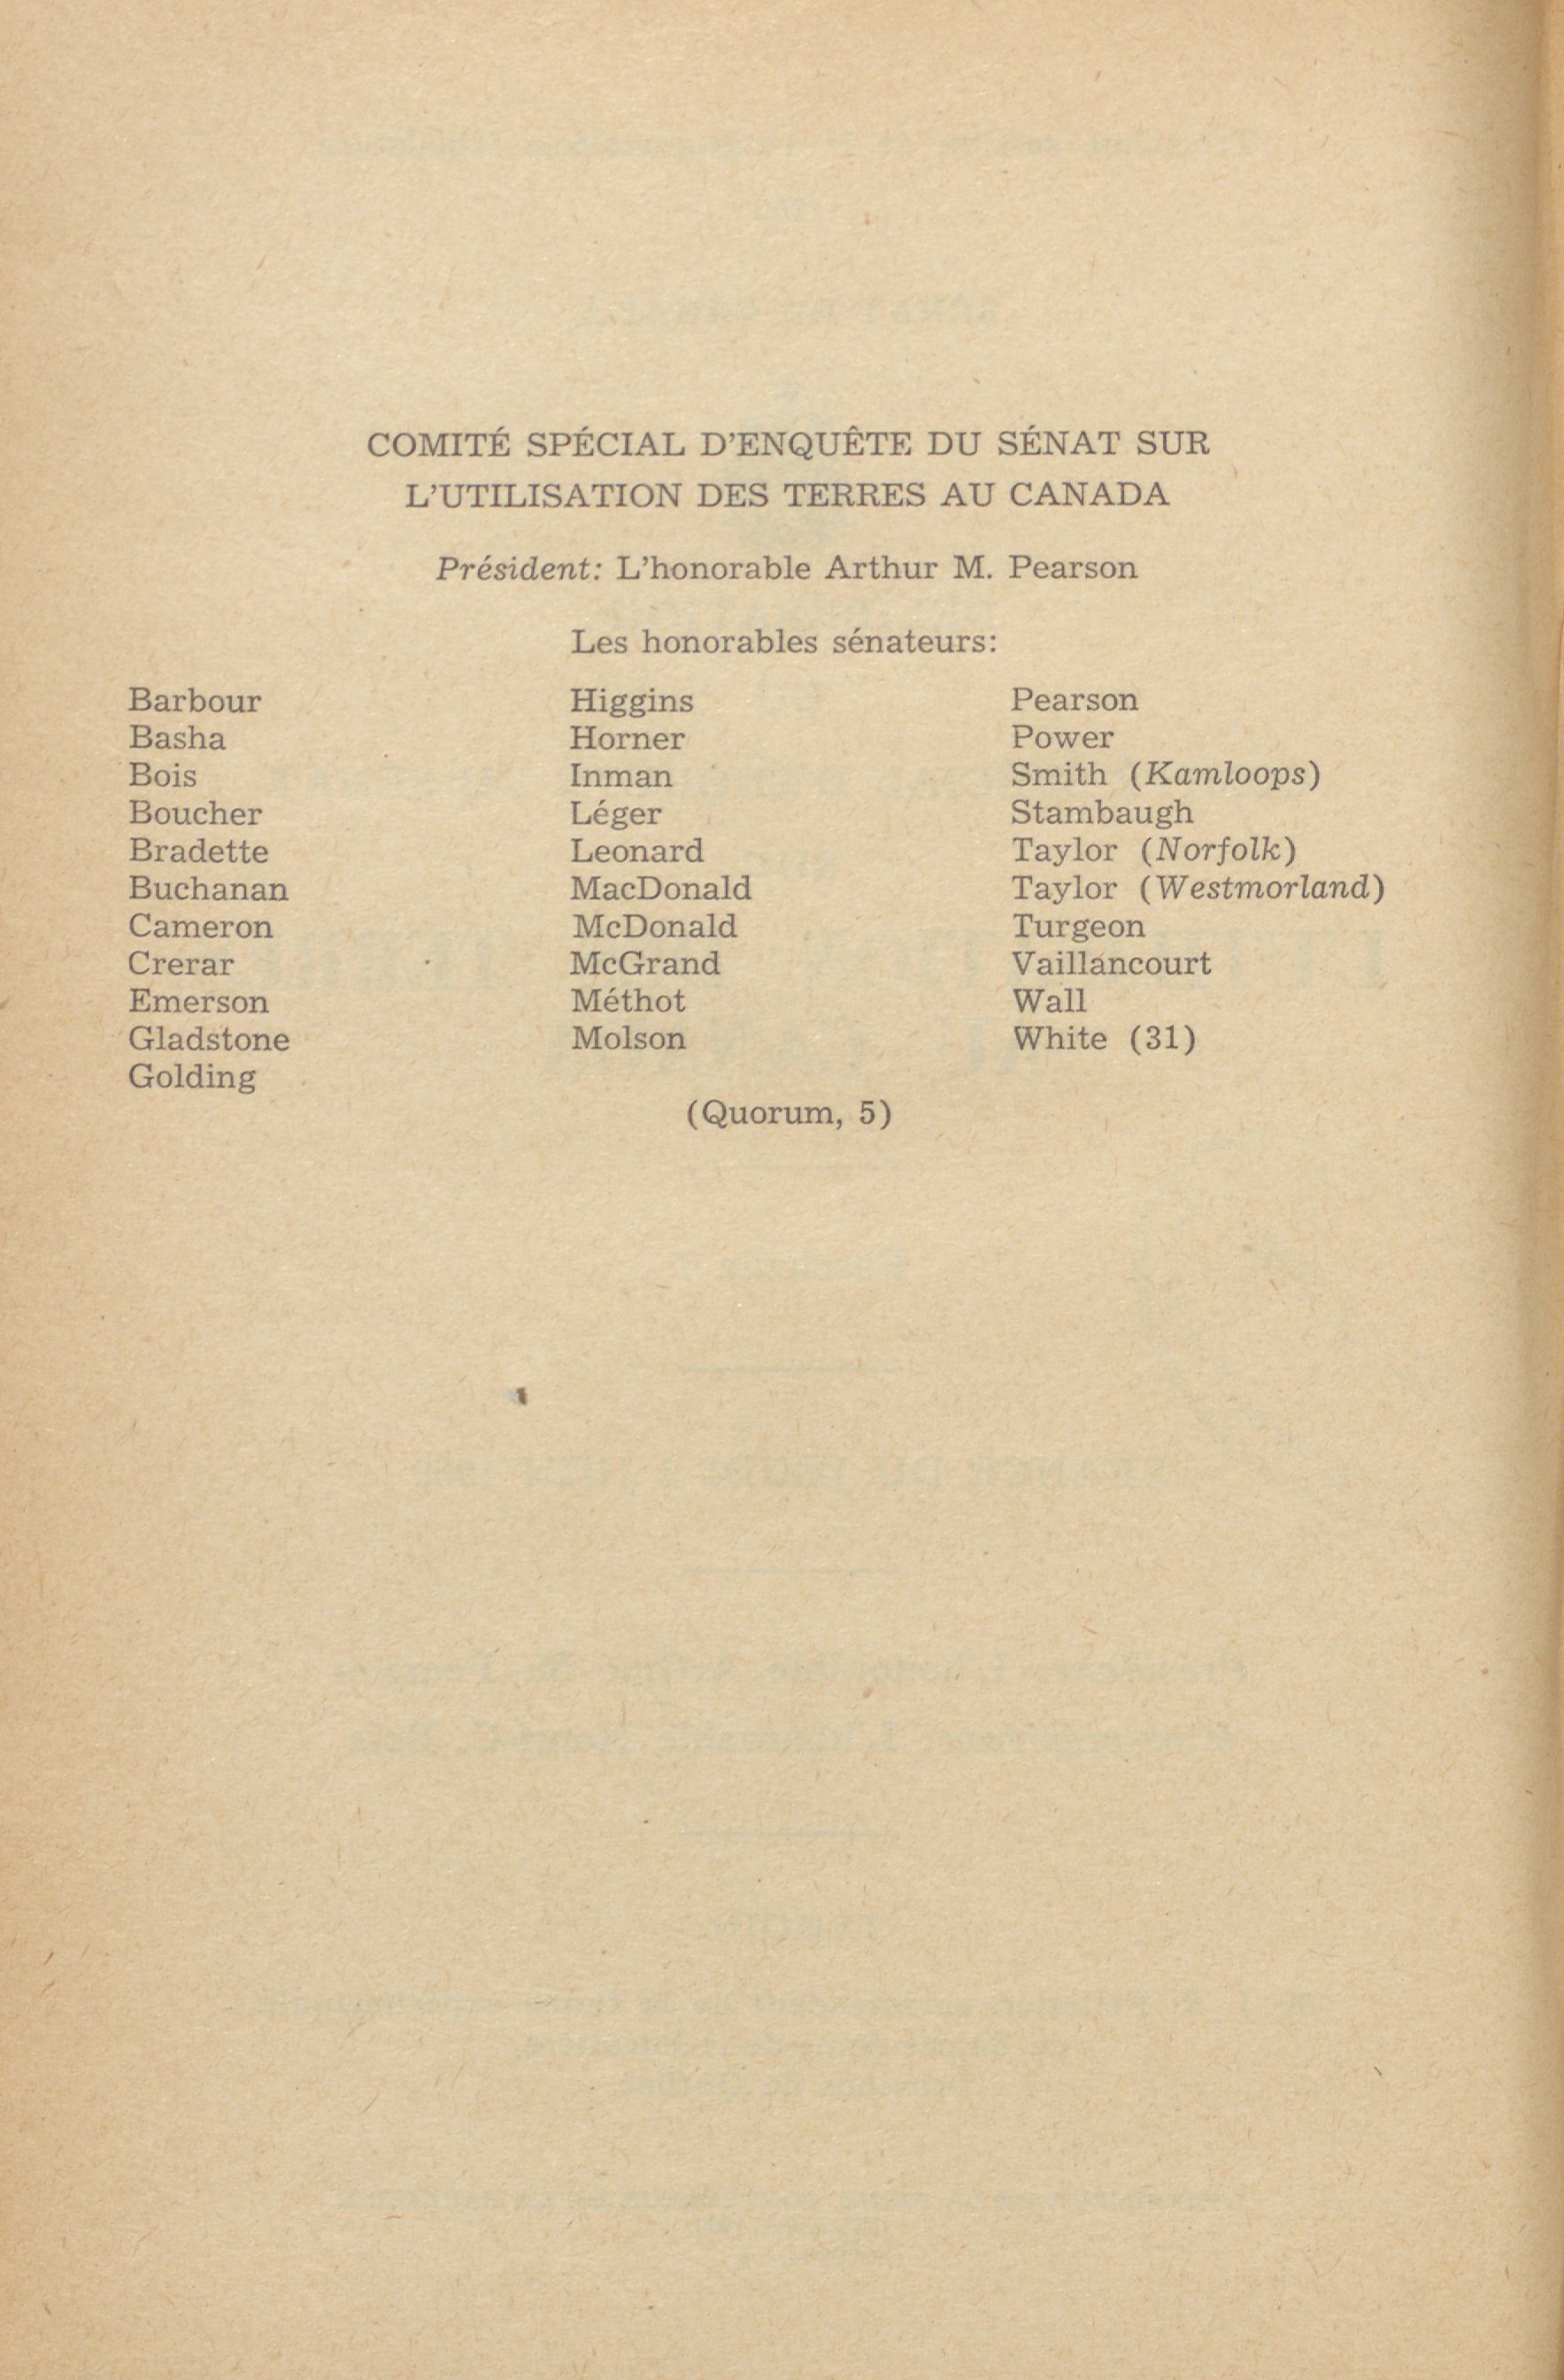 COMITÉ SPÉCIAL D'ENQUÊTE DU SÉNAT SUR
L'UTILISATION DES TERRES AU CANADA
Président: L'honorable Arthur M. Pearson
Les honorables sénateurs:
Barbour
Basha
Bois
Boucher
Bradette
Buchanan
Cameron
Crerar
Emerson
Gladstone
Golding
Higgins
Horner
Inman
Léger
Leonard
MacDonald
McDonald
McGrand
Méthot
Molson
Pearson
Power
Smith (Kamloops)
Stambaugh
Taylor (Norfolk)
Taylor (Westmorland)
Turgeon
Vaillancourt
Wall
White (31)
(Quorum, 5)